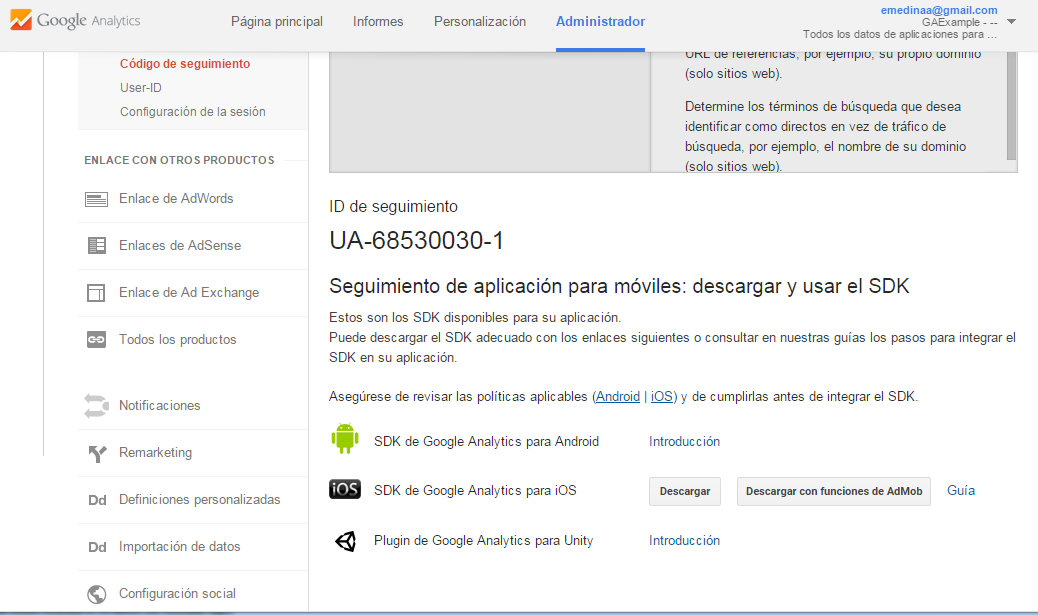 Google Analytics
Página principal
Informes
Personalización
Administrador
emedinaa@gmail.com
GAExample - --
Todos los datos de aplicaciones para ...
Código de seguimiento
User-ID
Configuración de la sesión
ENLACE CON OTROS PRODUCTOS
Enlace de AdWords
Enlaces de AdSense
Enlace de Ad Exchange
Todos los productos
Notificaciones
Remarketing
Dd Definiciones personalizadas
Dd Importación de datos
Configuración social
URL de referencias, por ejemplo, su propio dominio
(solo sitios web).
Determine los términos de búsqueda que desea
identificar como directos en vez de tráfico de
búsqueda, por ejemplo, el nombre de su dominio
(solo sitios web).
ID de seguimiento
UA-68530030-1
Seguimiento de aplicación para móviles: descargar y usar el SDK
Estos son los SDK disponibles para su aplicación.
Puede descargar el SDK adecuado con los enlaces siguientes o consultar en nuestras guías los pasos para integrar el
SDK en su aplicación.
Asegúrese de revisar las políticas aplicables (Android | iOS) y de cumplirlas antes de integrar el SDK.
SDK de Google Analytics para Android Introducción
iOS SDK de Google Analytics para iOS Descargar Descargar con funciones de AdMob Guía
Plugin de Google Analytics para Unity Introducción